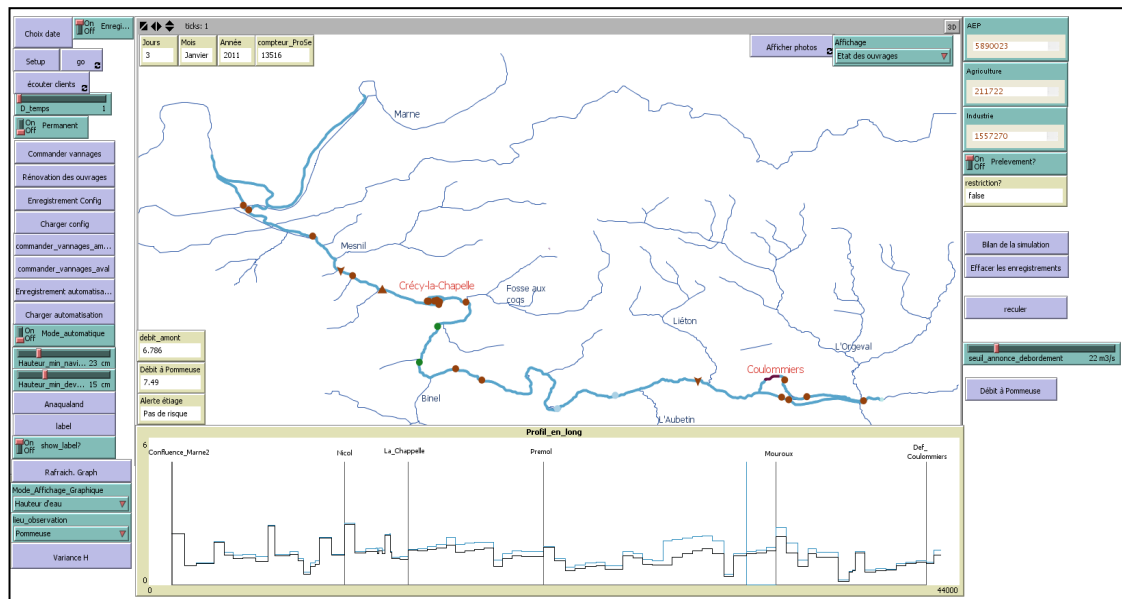 Choix date
On
Off
Enregi...
Setup
go
écouter clients
D_temps 1
On
Off
Permanent
Commander vannages
Rénovation des ouvrages
Enregistrement Config
Charger config
commander_vannages_am...
commander_vannages_aval
Enregistrement automatisa...
Charger automatisation
On
Off
Mode_automatique
Hauteur_min_navi... 23 cm
Hauteur_min_dev... 15 cm
Anaqualand
label
On
Off
show_label?
Rafraich. Graph
Mode_Affichage_Graphique
Hauteur d'eau
lieu_observation
Pommeuse
Variance H
ticks: 1
3D
Jours
3
Mois
Janvier
Année
2011
compteur_ProSe
13516
Afficher photos
Affichage
Etat des ouvrages
Marne
Mesnil
Crécy-la-Chapelle
Fosse aux
coqs
Liéton
L'Orgeval
Coulommiers
Binel
L'Aubetin
debit_amont
6.786
Débit à Pommeuse
7.49
Alerte étiage
Pas de risque
Profil_en_long
6
Confluence_Marne2
Nicol
La_Chappelle
Premol
Mouroux
Def_
Coulommiers
0
0
44000
AEP
5890023
Agriculture
211722
Industrie
1557270
On
Off
Prelevement?
restriction?
false
Bilan de la simulation
Effacer les enregistrements
reculer
seuil_annonce_debordement 22 m3/s
Débit à Pommeuse